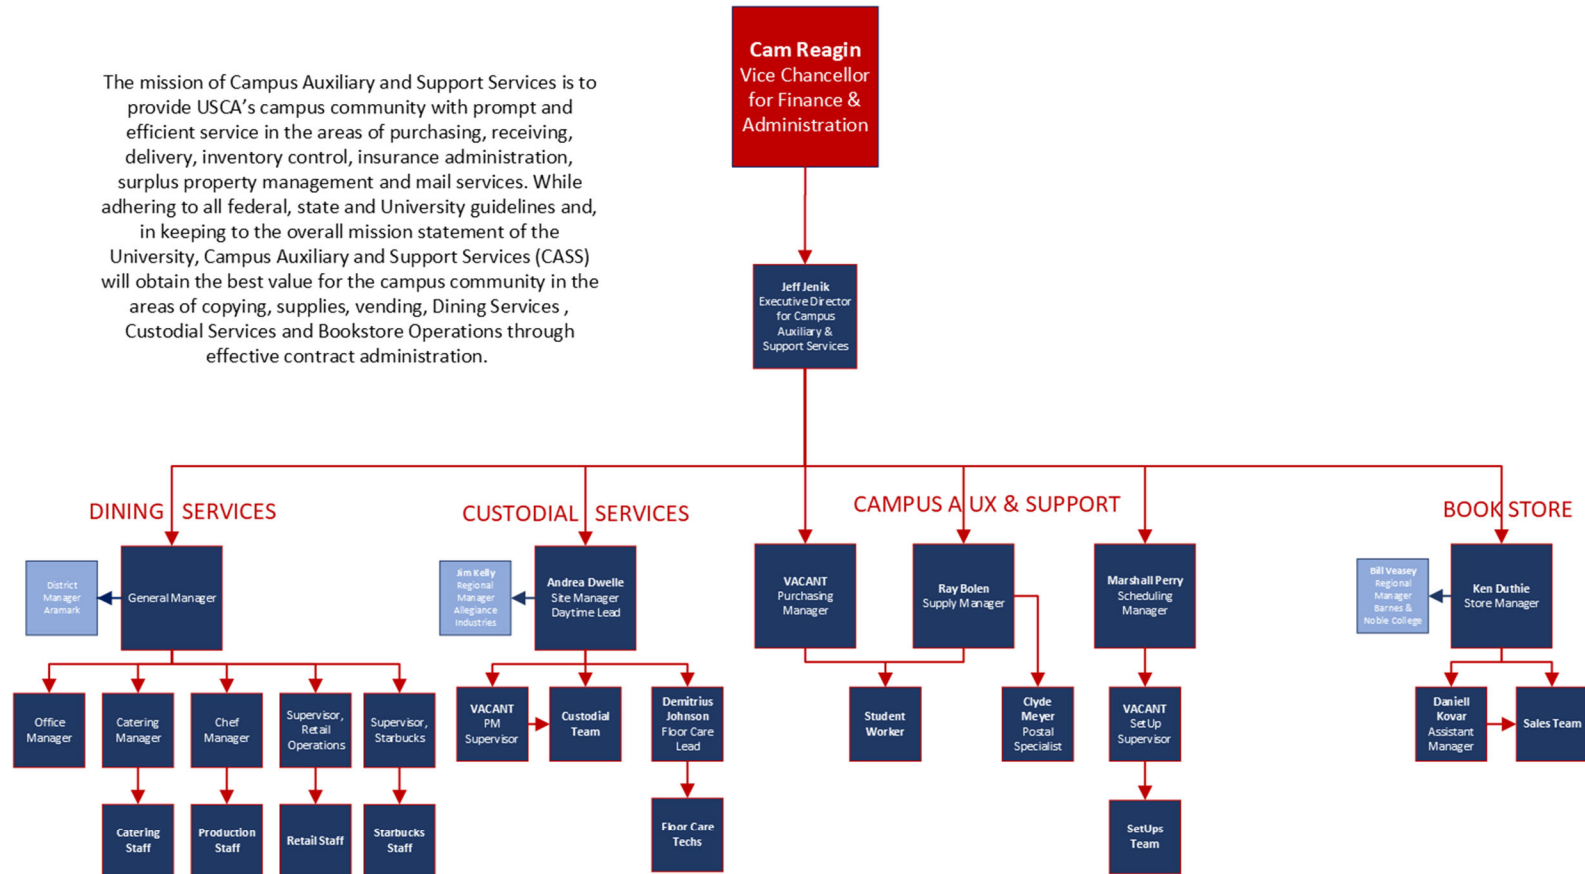 Cam Reagin
Vice Chancellor
for Finance &
Administration
The mission of Campus Auxiliary and Support Services is to
provide USCA's campus community with prompt and
efficient service in the areas of purchasing, receiving,
delivery, inventory control, insurance administration,
surplus property management and mail services. While
adhering to all federal, state and University guidelines and,
in keeping to the overall mission statement of the
University, Campus Auxiliary and Support Services (CASS)
will obtain the best value for the campus community in the
areas of copying, supplies, vending, Dining Services ,
Custodial Services and Bookstore Operations through
effective contract administration.
Jeff Jenik
Executive Director
for Campus
Auxiliary &
Support Services
DINING SERVICES
CUSTODIAL SERVICES
CAMPUS AUX & SUPPORT
BOOK STORE
District
Manager
Aramark
General Manager
Jim Kelly
Regional
Manager
Allegiance
Industries
Andrea Dwelle
Site Manager
Daytime Lead
VACANT
Purchasing
Manager
Ray Bolen
Supply Manager
Marshall Perry
Scheduling
Manager
Bill Veasey
Regional
Manager
Barnes &
Noble College
Ken Duthie
Store Manager
Office
Manager
Catering
Manager
Chef
Manager
Supervisor,
Retail
Operations
Supervisor,
Starbucks
VACANT
PM
Supervisor
Custodial
Team
Demitrius
Johnson
Floor Care
Lead
Student
Worker
Clyde
Meyer
Postal
Specialist
VACANT
SetUp
Supervisor
Daniell
Kovar
Assistant
Manager
Sales Team
Catering
Staff
Production
Staff
Retail Staff
Starbucks
Staff
Floor Care
Techs
SetUps
Team